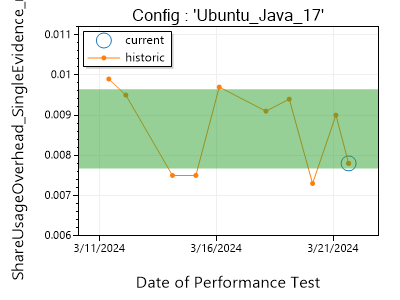 Config : 'Ubuntu_Java_17'
current
historic
0.011
0.01
0.009
0.008
0.007
0.006
ShareUsageOverhead_SingleEvidence_
3/11/2024
3/16/2024
3/21/2024
Date of Performance Test